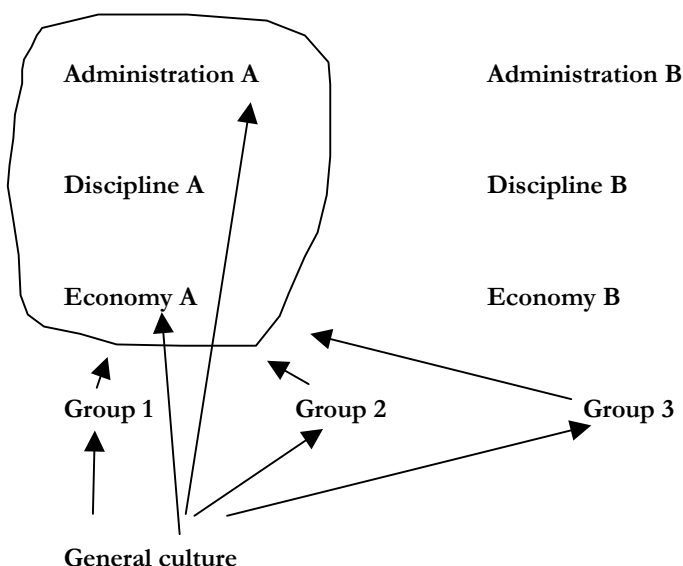 Administration A
Administration B
Discipline A
Discipline B
Economy A
Economy B
Group 1
Group 2
Group 3
General culture